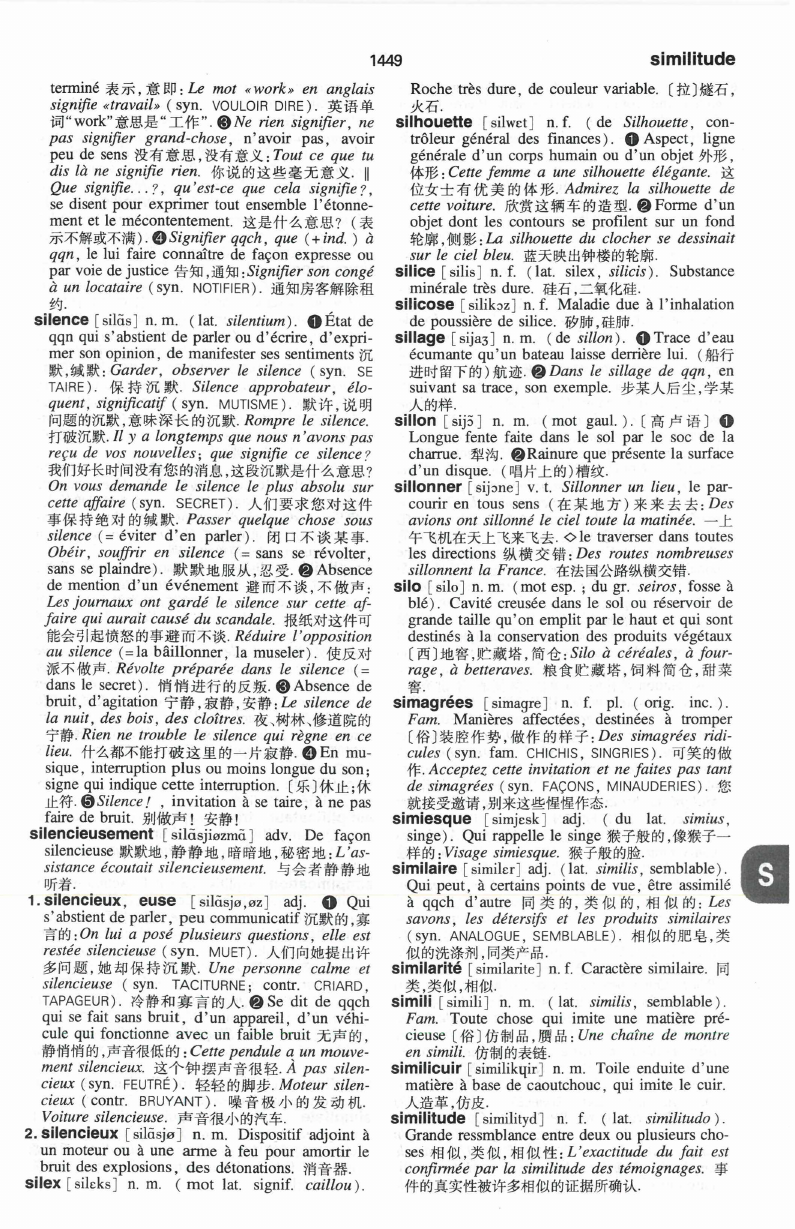 1449
similitude
terminé 表示,意即:Le mot «work» en anglais
signifie «travail» (syn. VOULOIR DIRE). 英语单
词“work”意思是“工作”. ❸Ne rien signifier, ne
pas signifier grand-chose, n'avoir pas, avoir
peu de sens 没有意思,没有意义:Tout ce que tu
dis là ne signifie rien. 你说的这些毫无意义. ‖
Que signifie...?, qu'est-ce que cela signifie?,
se disent pour exprimer tout ensemble l'étonne-
ment et le mécontentement. 这是什么意思? (表
示不解或不满). ❹Signifier qqch, que (+ind.) à
qqn, le lui faire connaître de façon expresse ou
par voie de justice 告知,通知:Signifier son congé
à un locataire (syn. NOTIFIER). 通知房客解除租
约.
silence [silɑ̃s] n. m. (lat. silentium). ❶État de
qqn qui s'abstient de parler ou d'écrire, d'expri-
mer son opinion, de manifester ses sentiments 沉
默,缄默: Garder, observer le silence (syn. SE
TAIRE). 保持沉默. Silence approbateur, élo-
quent, significatif (syn. MUTISME). 默许,说明
问题的沉默,意味深长的沉默. Rompre le silence.
打破沉默. Il y a longtemps que nous n'avons pas
reçu de vos nouvelles; que signifie ce silence?
我们好长时间没有您的消息,这段沉默是什么意思?
On vous demande le silence le plus absolu sur
cette affaire (syn. SECRET). 人们要求您对这件
事保持绝对的缄默. Passer quelque chose sous
silence (= éviter d'en parler). 闭口不谈某事.
Obéir, souffrir en silence (= sans se révolter,
sans se plaindre). 默默地服从,忍受. ❷Absence
de mention d'un événement 避而不谈,不做声:
Les journaux ont gardé le silence sur cette af-
faire qui aurait causé du scandale. 报纸对这件可
能会引起愤怒的事避而不谈. Réduire l'opposition
au silence (=la bâillonner, la museler). 使反对
派不做声. Révolte préparée dans le silence (=
dans le secret). 悄悄进行的反叛. ❸Absence de
bruit, d'agitation 宁静,寂静,安静:Le silence de
la nuit, des bois, des cloîtres. 夜、树林、修道院的
宁静. Rien ne trouble le silence qui règne en ce
lieu. 什么都不能打破这里的一片寂静. ❹En mu-
sique, interruption plus ou moins longue du son;
signe qui indique cette interruption. 〔乐〕休止;休
止符. ❺Silence! , invitation à se taire, à ne pas
faire de bruit. 别做声! 安静!
silencieusement [silɑ̃sjøzmɑ̃] adv. De façon
silencieuse 默默地,静静地,暗暗地,秘密地:L'as-
sistance écoutait silencieusement. 与会者静静地
听着.
1. silencieux, euse [silɑ̃sjø,øz] adj. ❶ Qui
s'abstient de parler, peu communicatif 沉默的,寡
言的:On lui a posé plusieurs questions, elle est
restée silencieuse (syn. MUET). 人们向她提出许
多问题,她却保持沉默. Une personne calme et
silencieuse ( syn. TACITURNE; contr. CRIARD,
TAPAGEUR). 冷静和寡言的人. ❷Se dit de qqch
qui se fait sans bruit, d'un appareil, d'un véhi-
cule qui fonctionne avec un faible bruit 无声的,
静悄悄的,声音很低的:Cette pendule a un mouve-
ment silencieux. 这个钟摆声音很轻. À pas silen-
cieux (syn. FEUTRÉ). 轻轻的脚步. Moteur silen-
cieux (contr. BRUYANT). 噪音极小的发动机.
Voiture silencieuse. 声音很小的汽车.
2. silencieux [silɑ̃sjø] n. m. Dispositif adjoint à
un moteur ou à une arme à feu pour amortir le
bruit des explosions, des détonations. 消音器.
silex [silɛks] n. m. ( mot lat. signif. caillou).
Roche très dure, de couleur variable. 〔拉〕燧石,
火石.
silhouette [silwɛt] n. f. ( de Silhouette, con-
trôleur général des finances). ❶ Aspect, ligne
générale d'un corps humain ou d'un objet 外形,
体形:Cette femme a une silhouette élégante. 这
位女士有优美的体形. Admirez la silhouette de
cette voiture. 欣赏这辆车的造型. ❷Forme d'un
objet dont les contours se profilent sur un fond
轮廓,侧影:La silhouette du clocher se dessinait
sur le ciel bleu. 蓝天映出钟楼的轮廓.
silice [silis] n. f. (lat. silex, silicis). Substance
minérale très dure. 硅石,二氧化硅.
silicose [silikɔz] n. f. Maladie due à l'inhalation
de poussière de silice. 矽肺,硅肺.
sillage [sijaʒ] n. m. (de sillon). ❶Trace d'eau
écumante qu'un bateau laisse derrière lui. (船行
进时留下的)航迹. ❷Dans le sillage de qqn, en
suivant sa trace, son exemple. 步某人后尘,学某
人的样.
sillon [sijɔ̃] n. m. (mot gaul.). 〔高卢语〕 ❶
Longue fente faite dans le sol par le soc de la
charrue. 犁沟. ❷Rainure que présente la surface
d'un disque. (唱片上的)槽纹.
sillonner [sijɔne] v. t. Sillonner un lieu, le par-
courir en tous sens (在某地方)来来去去:Des
avions ont sillonné le ciel toute la matinée. 一上
午飞机在天上飞来飞去. ◇le traverser dans toutes
les directions 纵横交错:Des routes nombreuses
sillonnent la France. 在法国公路纵横交错.
silo [silo] n. m. (mot esp. ; du gr. seiros, fosse à
blé). Cavité creusée dans le sol ou réservoir de
grande taille qu'on emplit par le haut et qui sont
destinés à la conservation des produits végétaux
〔西〕地窖,贮藏塔,筒仓:Silo à céréales, à four-
rage, à betteraves. 粮食贮藏塔,饲料筒仓,甜菜
窖.
simagrées [simaɡre] n. f. pl. ( orig. inc. ).
Fam. Manières affectées, destinées à tromper
〔俗〕装腔作势,做作的样子:Des simagrées ridi-
cules (syn. fam. CHICHIS, SINGRIES). 可笑的做
作. Acceptez cette invitation et ne faites pas tant
de simagrées (syn. FAÇONS, MINAUDERIES). 您
就接受邀请,别来这些惺惺作态.
simiesque [simjɛsk] adj. ( du lat. simius,
singe). Qui rappelle le singe 猴子般的,像猴子一
样的:Visage simiesque. 猴子般的脸.
similaire [similɛr] adj. (lat. similis, semblable).
Qui peut, à certains points de vue, être assimilé
à qqch d'autre 同类的,类似的,相似的: Les
savons, les détersifs et les produits similaires
(syn. ANALOGUE, SEMBLABLE). 相似的肥皂,类
似的洗涤剂,同类产品.
S
similarité [similarite] n. f. Caractère similaire. 同
类,类似,相似.
simili [simili] n. m. ( lat. similis, semblable).
Fam. Toute chose qui imite une matière pré-
cieuse 〔俗〕仿制品,赝品:Une chaîne de montre
en simili. 仿制的表链.
similicuir [similikɥir] n. m. Toile enduite d'une
matière à base de caoutchouc, qui imite le cuir.
人造革,仿皮.
similitude [similityd] n. f. ( lat. similitudo).
Grande ressmblance entre deux ou plusieurs cho-
ses 相似,类似,相似性:L'exactitude du fait est
confirmée par la similitude des témoignages. 事
件的真实性被许多相似的证据所确认.